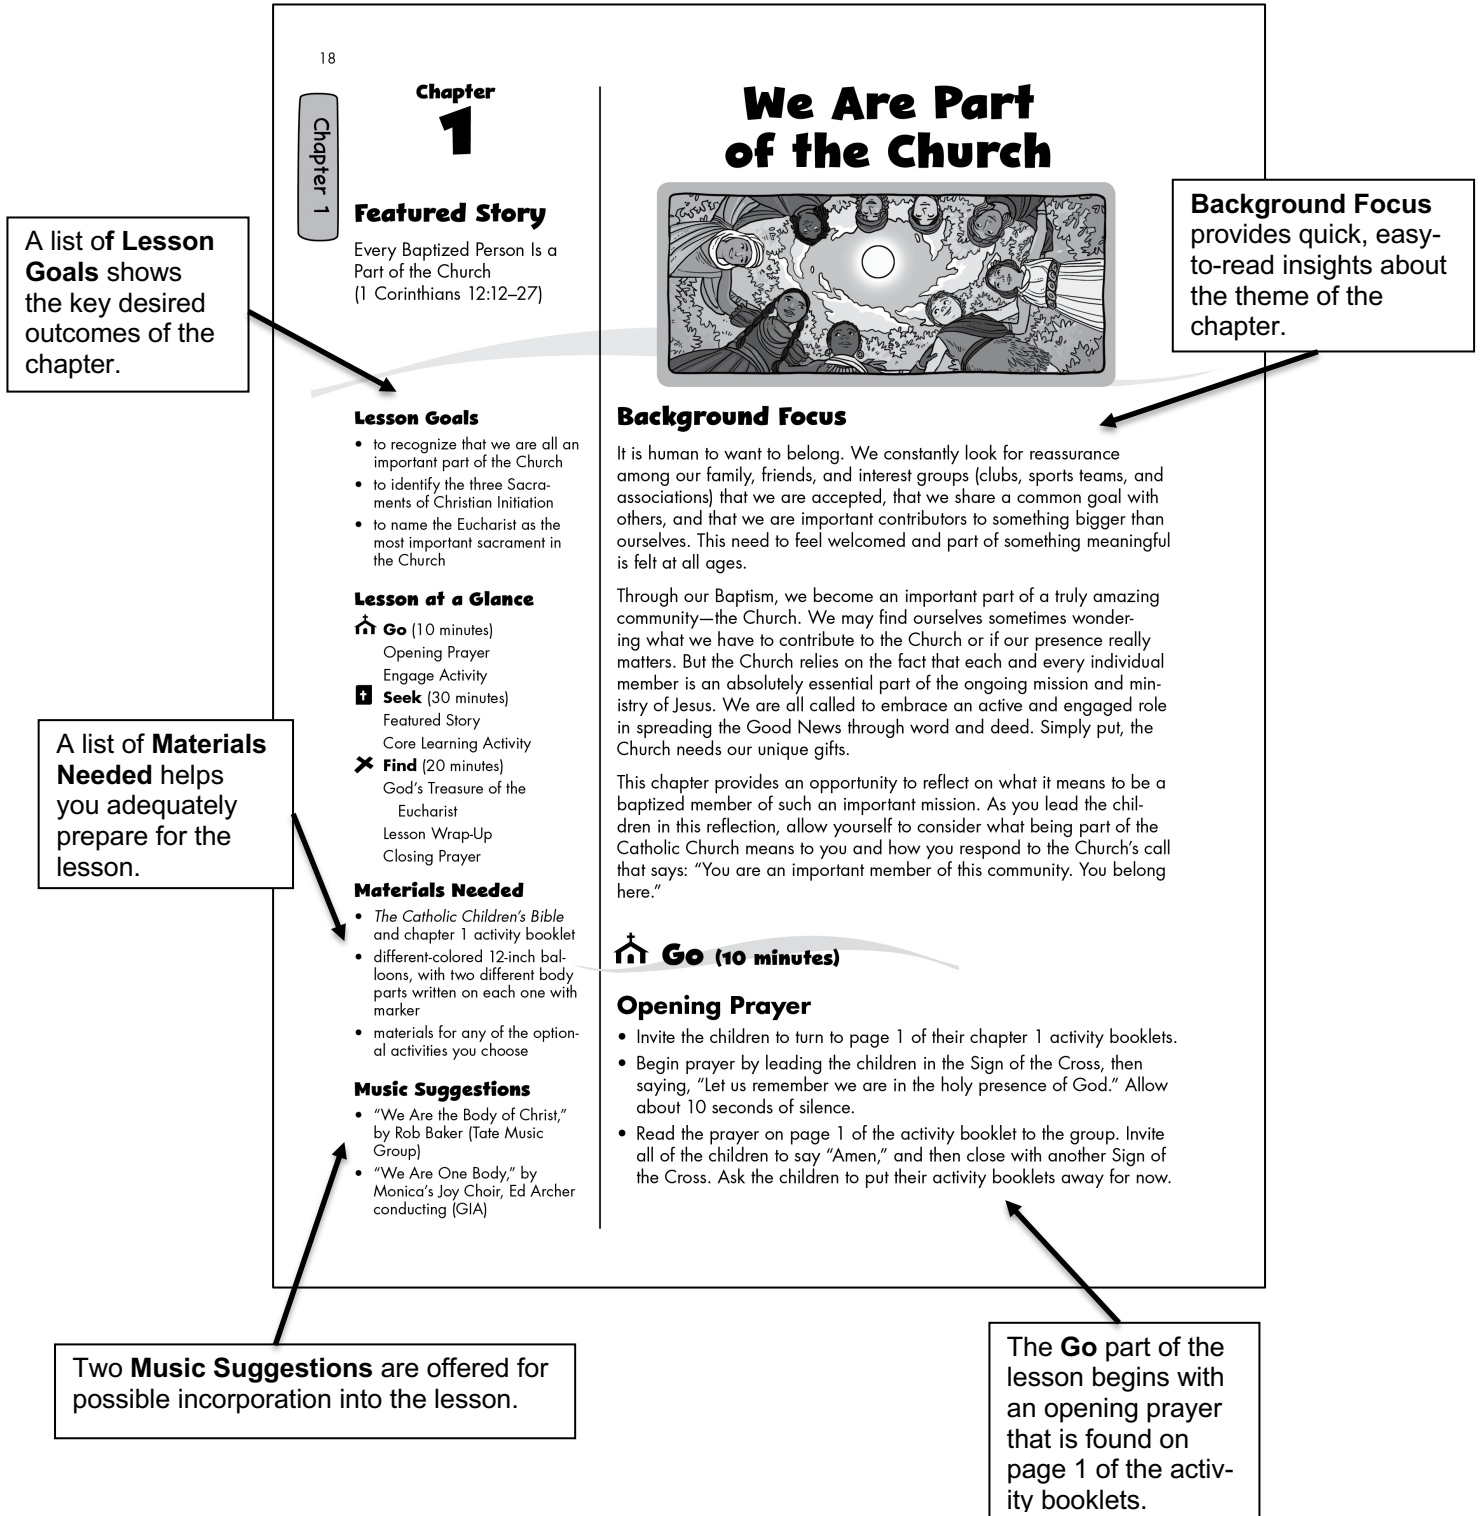 18
Chapter 1
Chapter
1
Featured Story
Every Baptized Person Is a
Part of the Church
(1 Corinthians 12:12–27)
Lesson Goals
• to recognize that we are all an
important part of the Church
• to identify the three Sacra-
ments of Christian Initiation
• to name the Eucharist as the
most important sacrament in
the Church
Lesson at a Glance
Go (10 minutes)
Opening Prayer
Engage Activity
Seek (30 minutes)
Featured Story
Core Learning Activity
Find (20 minutes)
God’s Treasure of the
Eucharist
Lesson Wrap-Up
Closing Prayer
Materials Needed
• The Catholic Children’s Bible
and chapter 1 activity booklet
• different-colored 12-inch bal-
loons, with two different body
parts written on each one with
marker
• materials for any of the option-
al activities you choose
Music Suggestions
• “We Are the Body of Christ,”
by Rob Baker (Tate Music
Group)
• “We Are One Body,” by
Monica’s Joy Choir, Ed Archer
conducting (GIA)
We Are Part
of the Church
Background Focus
It is human to want to belong. We constantly look for reassurance
among our family, friends, and interest groups (clubs, sports teams, and
associations) that we are accepted, that we share a common goal with
others, and that we are important contributors to something bigger than
ourselves. This need to feel welcomed and part of something meaningful
is felt at all ages.
Through our Baptism, we become an important part of a truly amazing
community—the Church. We may find ourselves sometimes wonder-
ing what we have to contribute to the Church or if our presence really
matters. But the Church relies on the fact that each and every individual
member is an absolutely essential part of the ongoing mission and min-
istry of Jesus. We are all called to embrace an active and engaged role
in spreading the Good News through word and deed. Simply put, the
Church needs our unique gifts.
This chapter provides an opportunity to reflect on what it means to be a
baptized member of such an important mission. As you lead the chil-
dren in this reflection, allow yourself to consider what being part of the
Catholic Church means to you and how you respond to the Church’s call
that says: “You are an important member of this community. You belong
here.”
Go (10 minutes)
Opening Prayer
• Invite the children to turn to page 1 of their chapter 1 activity booklets.
• Begin prayer by leading the children in the Sign of the Cross, then
saying, “Let us remember we are in the holy presence of God.” Allow
about 10 seconds of silence.
• Read the prayer on page 1 of the activity booklet to the group. Invite
all of the children to say “Amen,” and then close with another Sign of
the Cross. Ask the children to put their activity booklets away for now.
A list of Lesson
Goals shows
the key desired
outcomes of the
chapter.
A list of Materials
Needed helps
you adequately
prepare for the
lesson.
Two Music Suggestions are offered for
possible incorporation into the lesson.
Background Focus
provides quick, easy-
to-read insights about
the theme of the
chapter.
The Go part of the
lesson begins with
an opening prayer
that is found on
page 1 of the activ-
ity booklets.